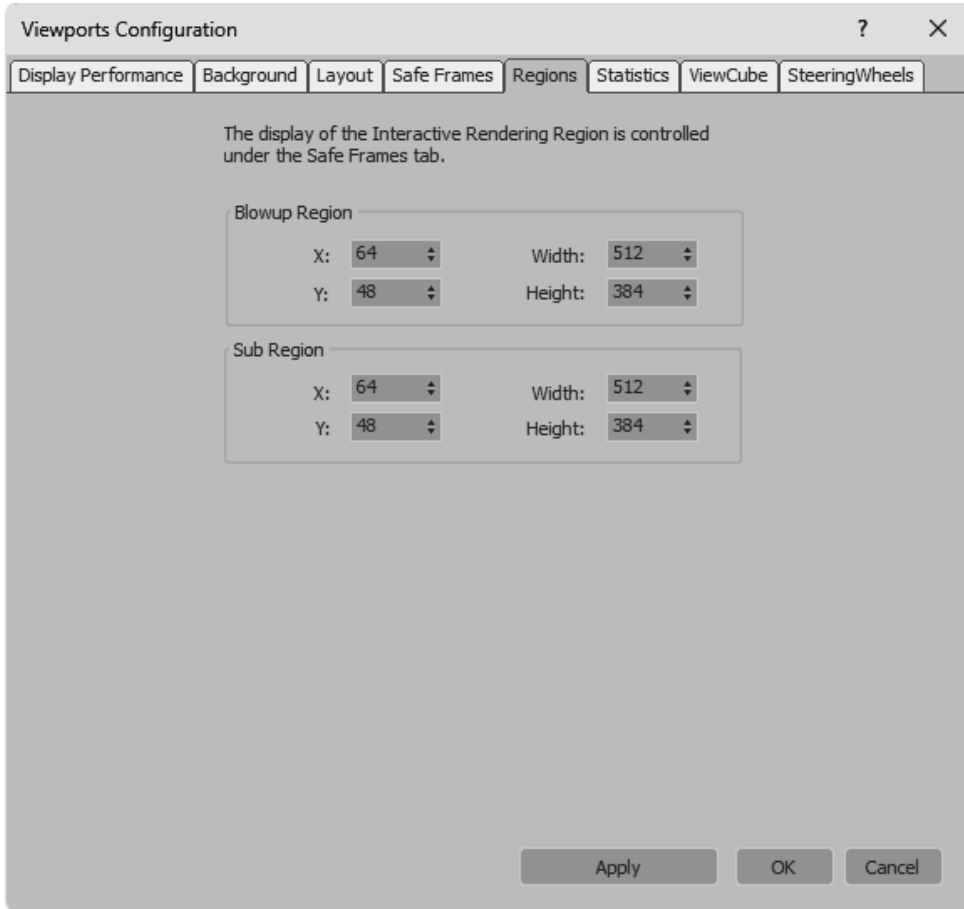 Viewports Configuration ?
Display Performance Background Layout Safe Frames Regions Statistics ViewCube SteeringWheels
The display of the Interactive Rendering Region is controlled
under the Safe Frames tab.
Blowup Region
X: 64 Width: 512
Y: 48 Height: 384
Sub Region
X: 64 Width: 512
Y: 48 Height: 384
Apply OK Cancel